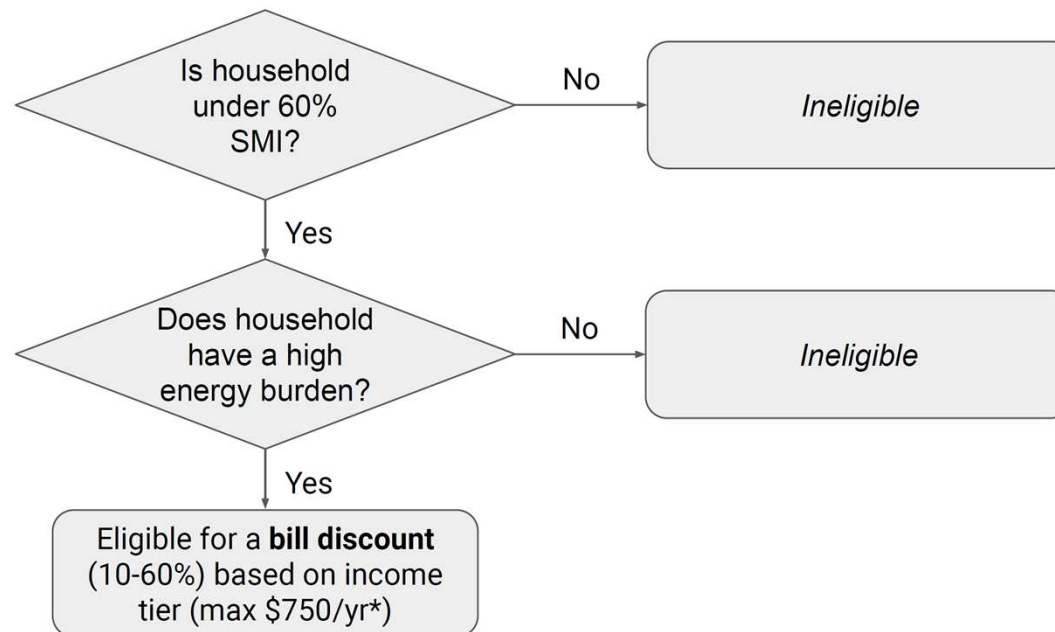 Is household
under 60%
SMI?
No
Ineligible
Yes
Does household
have a high
energy burden?
No
Ineligible
Yes
Eligible for a bill discount
(10-60%) based on income
tier (max $750/yr*)